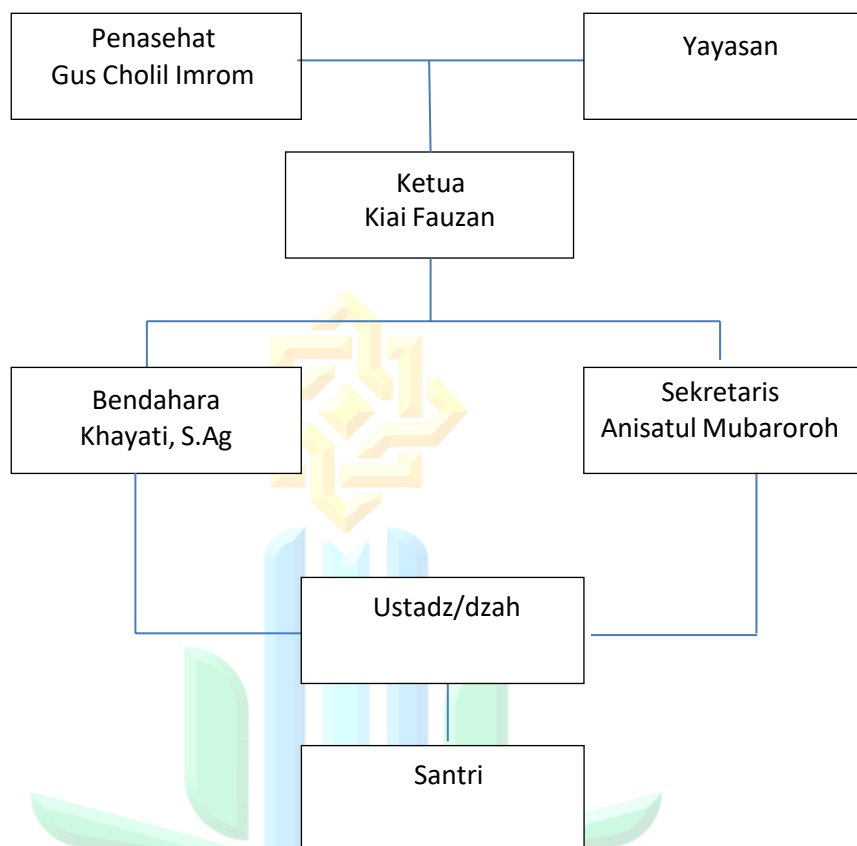 Penasehat
Gus Cholil Imrom
Yayasan
Ketua
Kiai Fauzan
Bendahara
Khayati, S.Ag
Sekretaris
Anisatul Mubaroroh
Ustadz/dzah
Santri